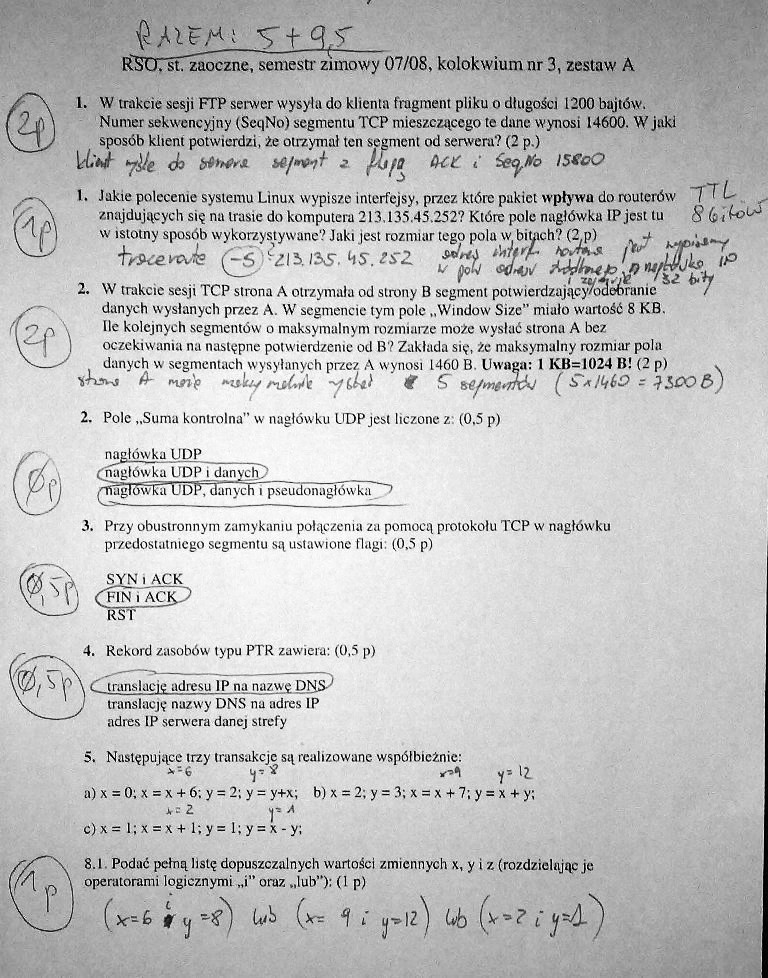 RAZEM: 5 + 9,5
RSO, st. zaoczne, semestr zimowy 07/08, kolokwium nr 3, zestaw A
2p
1. W trakcie sesji FTP serwer wysyła do klienta fragment pliku o długości 1200 bajtów.
Numer sekwencyjny (SeqNo) segmentu TCP mieszczącego te dane wynosi 14600. W jaki
sposób klient potwierdzi, że otrzymał ten segment od serwera? (2 p.)
klient wyśle do serwera segment z flagą ACK i SeqNo 15800
1p
1. Jakie polecenie systemu Linux wypisze interfejsy, przez które pakiet wpływa do routerów
znajdujących się na trasie do komputera 213.135.45.252? Które pole nagłówka IP jest tu
w istotny sposób wykorzystywane? Jaki jest rozmiar tego pola w bitach? (2 p)
TTL
8 bitów
traceroute -s 213.135.45.252 adres interf. routera jest wypisany
w polu adresu źródłowego nagłówka IP
i zajmuje 32 bity
2p
2. W trakcie sesji TCP strona A otrzymała od strony B segment potwierdzający odebranie
danych wysłanych przez A. W segmencie tym pole „Window Size” miało wartość 8 KB.
Ile kolejnych segmentów o maksymalnym rozmiarze może wysłać strona A bez
oczekiwania na następne potwierdzenie od B? Zakłada się, że maksymalny rozmiar pola
danych w segmentach wysyłanych przez A wynosi 1460 B. Uwaga: 1 KB=1024 B! (2 p)
strona A może maksymalnie wysłać 5 segmentów (5x1460 = 7300 B)
2. Pole „Suma kontrolna” w nagłówku UDP jest liczone z: (0,5 p)
nagłówka UDP
nagłówka UDP i danych
nagłówka UDP, danych i pseudonagłówka
0p
3. Przy obustronnym zamykaniu połączenia za pomocą protokołu TCP w nagłówku
przedostatniego segmentu są ustawione flagi: (0,5 p)
0,5p
SYN i ACK
FIN i ACK
RST
4. Rekord zasobów typu PTR zawiera: (0,5 p)
0,5p
translację adresu IP na nazwę DNS
translację nazwy DNS na adres IP
adres IP serwera danej strefy
5. Następujące trzy transakcje są realizowane współbieżnie:
x=6 y=8 x=9 y=12
a) x = 0; x = x + 6; y = 2; y = y+x; b) x = 2; y = 3; x = x + 7; y = x + y;
x=2 y=1
c) x = 1; x = x + 1; y = 1; y = x - y;
1p
8.1. Podać pełną listę dopuszczalnych wartości zmiennych x, y i z (rozdzielając je
operatorami logicznymi „i” oraz „lub”): (1 p)
(x=6 i y=8) lub (x= 9 i y=12) lub (x=2 i y=1)